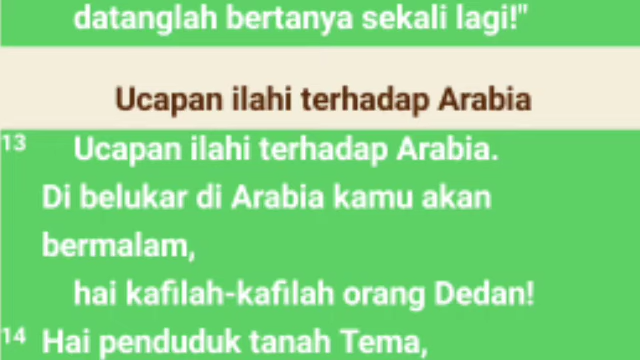 datanglah bertanya sekali lagi!"
Ucapan ilahi terhadap Arabia
13 Ucapan ilahi terhadap Arabia.
Di belukar di Arabia kamu akan
bermalam,
hai kafilah-kafilah orang Dedan!
14 Hai penduduk tanah Tema,